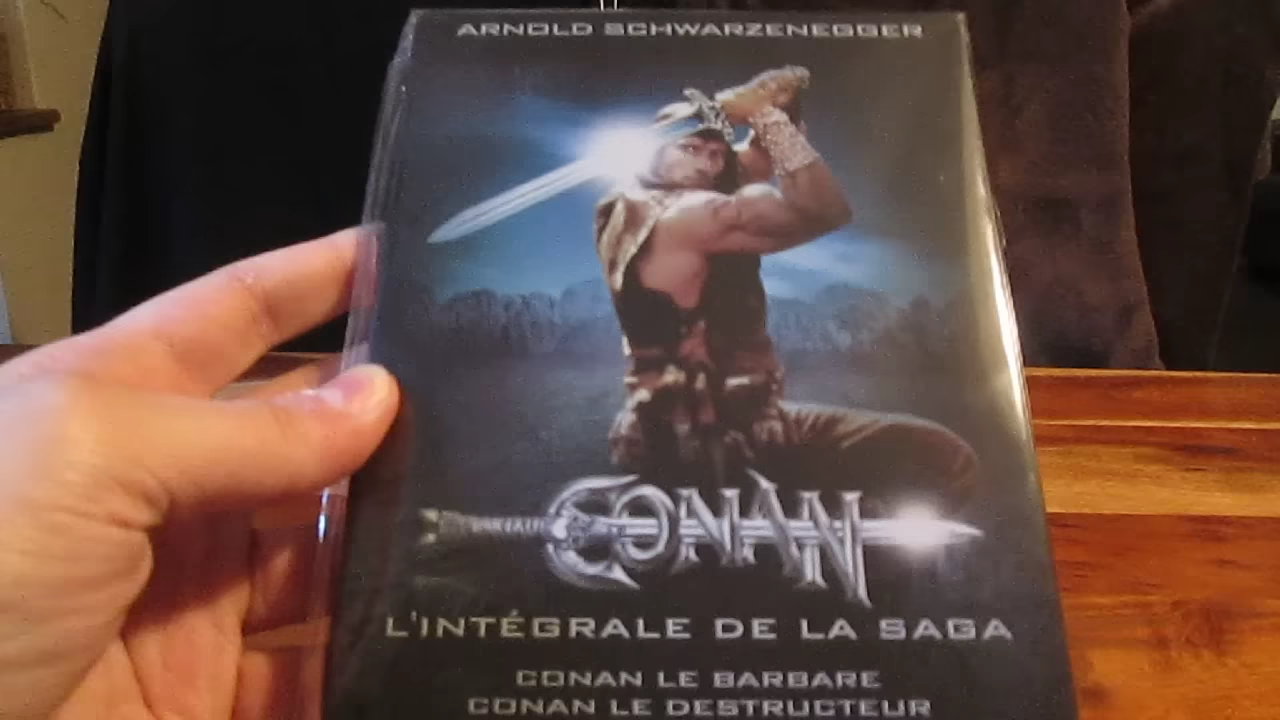 ARNOLD SCHWARZENEGGER
CONAN
L'INTÉGRALE DE LA SAGA
CONAN LE BARBARE
CONAN LE DESTRUCTEUR